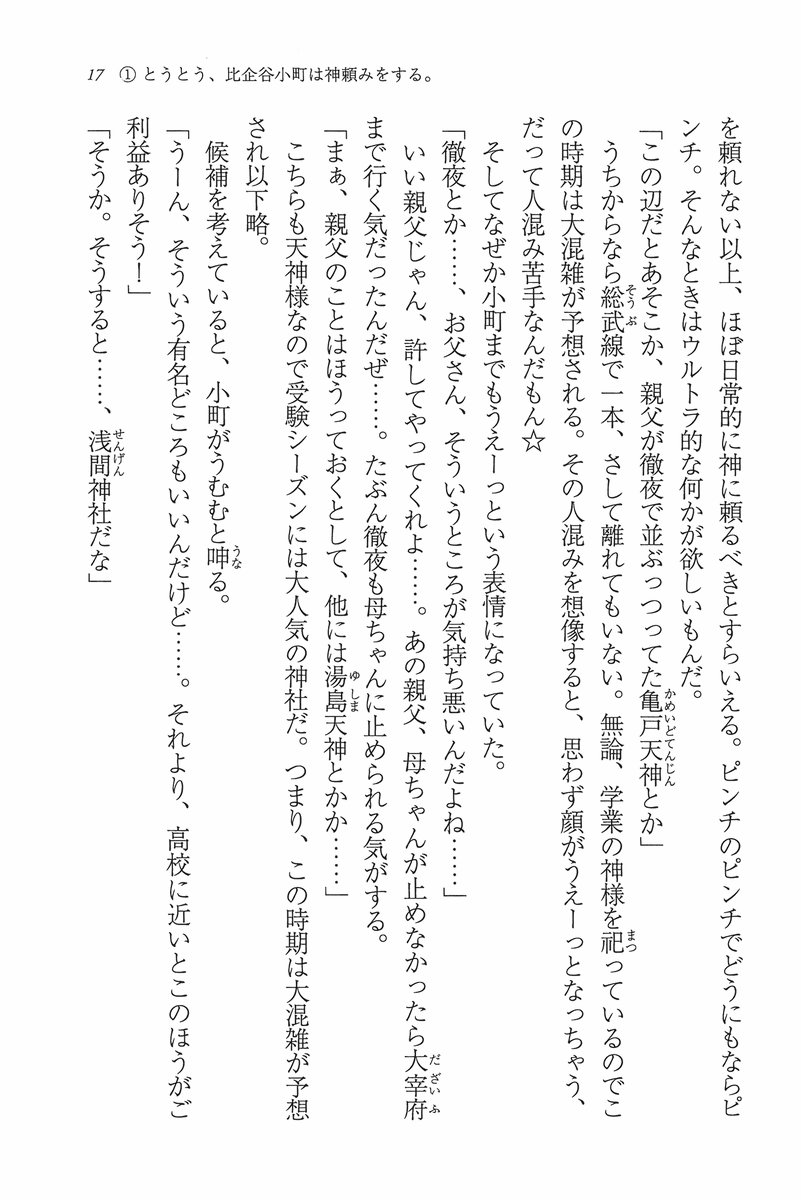 17 ①とうとう、比企谷小町は神頼みをする。
を頼れない以上、ほぼ日常的に神に頼るべきとすらいえる。ピンチのピンチでどうにもならピ
ンチ。そんなときはウルトラ的な何かが欲しいもんだ。
「この辺だとあそこか、親父が徹夜で並ぶっつってた亀戸天神とか」
うちからなら総武線で一本、さして離れてもいない。無論、学業の神様を祀っているのでこ
の時期は大混雑が予想される。その人混みを想像すると、思わず顔がうえーっとなっちゃう、
だって人混み苦手なんだもん☆
そしてなぜか小町までもうえーっという表情になっていた。
「徹夜とか……、お父さん、そういうところが気持ち悪いんだよね……」
いい親父じゃん、許してやってくれよ……。あの親父、母ちゃんが止めなかったら大宰府
まで行く気だったんだぜ……。たぶん徹夜も母ちゃんに止められる気がする。
「まぁ、親父のことはほうっておくとして、他には湯島天神とかか……」
こちらも天神様なので受験シーズンには大人気の神社だ。つまり、この時期は大混雑が予想
され以下略。
候補を考えていると、小町がうむむと呻る。
「うーん、そういう有名どころもいいんだけど……。それより、高校に近いとこのほうがご
利益ありそう！」
「そうか。そうすると……、浅間神社だな」